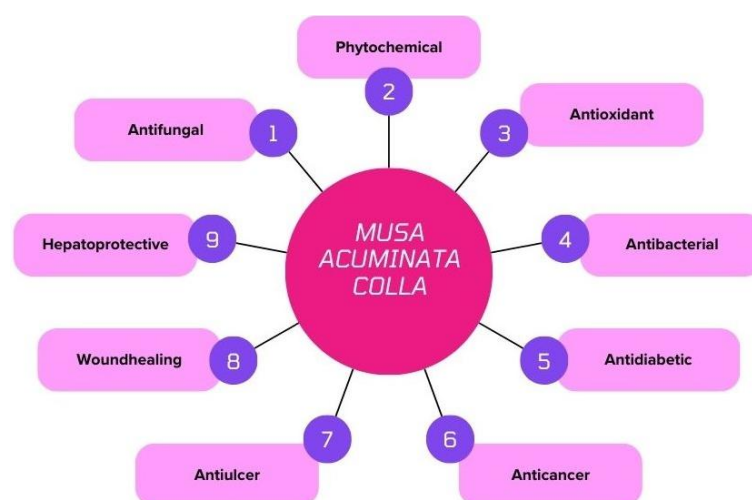 Phytochemical
2
Antifungal
1
3
Antioxidant
Hepatoprotective
9
MUSA
ACUMINATA
COLLA
4
Antibacterial
Woundhealing
8
5
Antidiabetic
7
Antiulcer
6
Anticancer